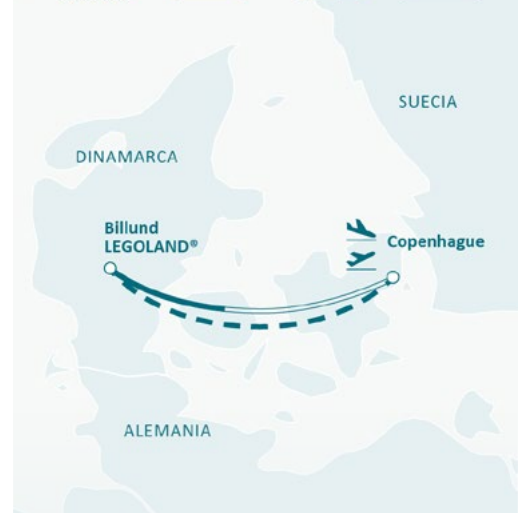 SUECIA
DINAMARCA
Billund
LEGOLAND®
Copenhague
ALEMANIA